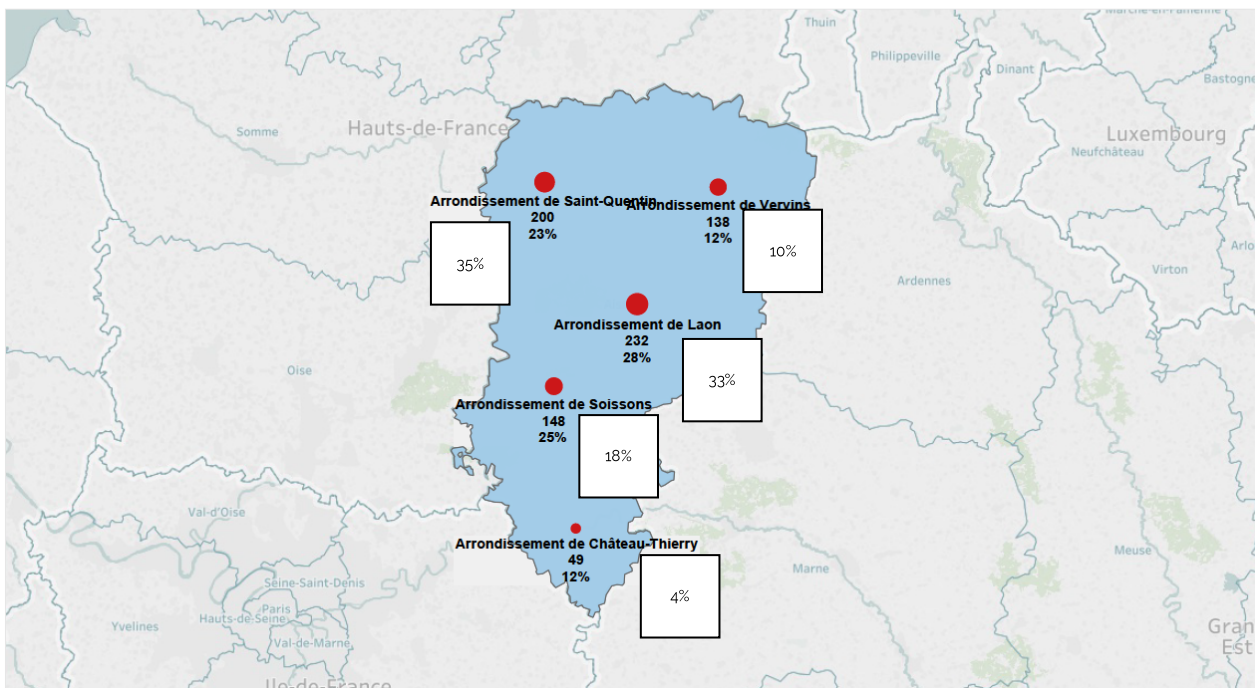 Marche-en-Famenne
Thuin
Philippeville
Dinant
Bastogne
Somme
Hauts-de-France
Luxembourg
Neufchâteau
Arrondissement de Saint-Quentin
200
23%
Arrondissement de Vervins
138
12%
35%
10%
Arlo
Virton
Ardennes
Arrondissement de Laon
232
28%
33%
Oise
Arrondissement de Soissons
148
25%
18%
Val-d'Oise
Arrondissement de Château-Thierry
49
12%
4%
Meuse
Marne
Seine-Saint-Denis
Paris
Hauts-de-Seine
Yvelines
Val-de-Marne
Gran
Est
Ile-de-France